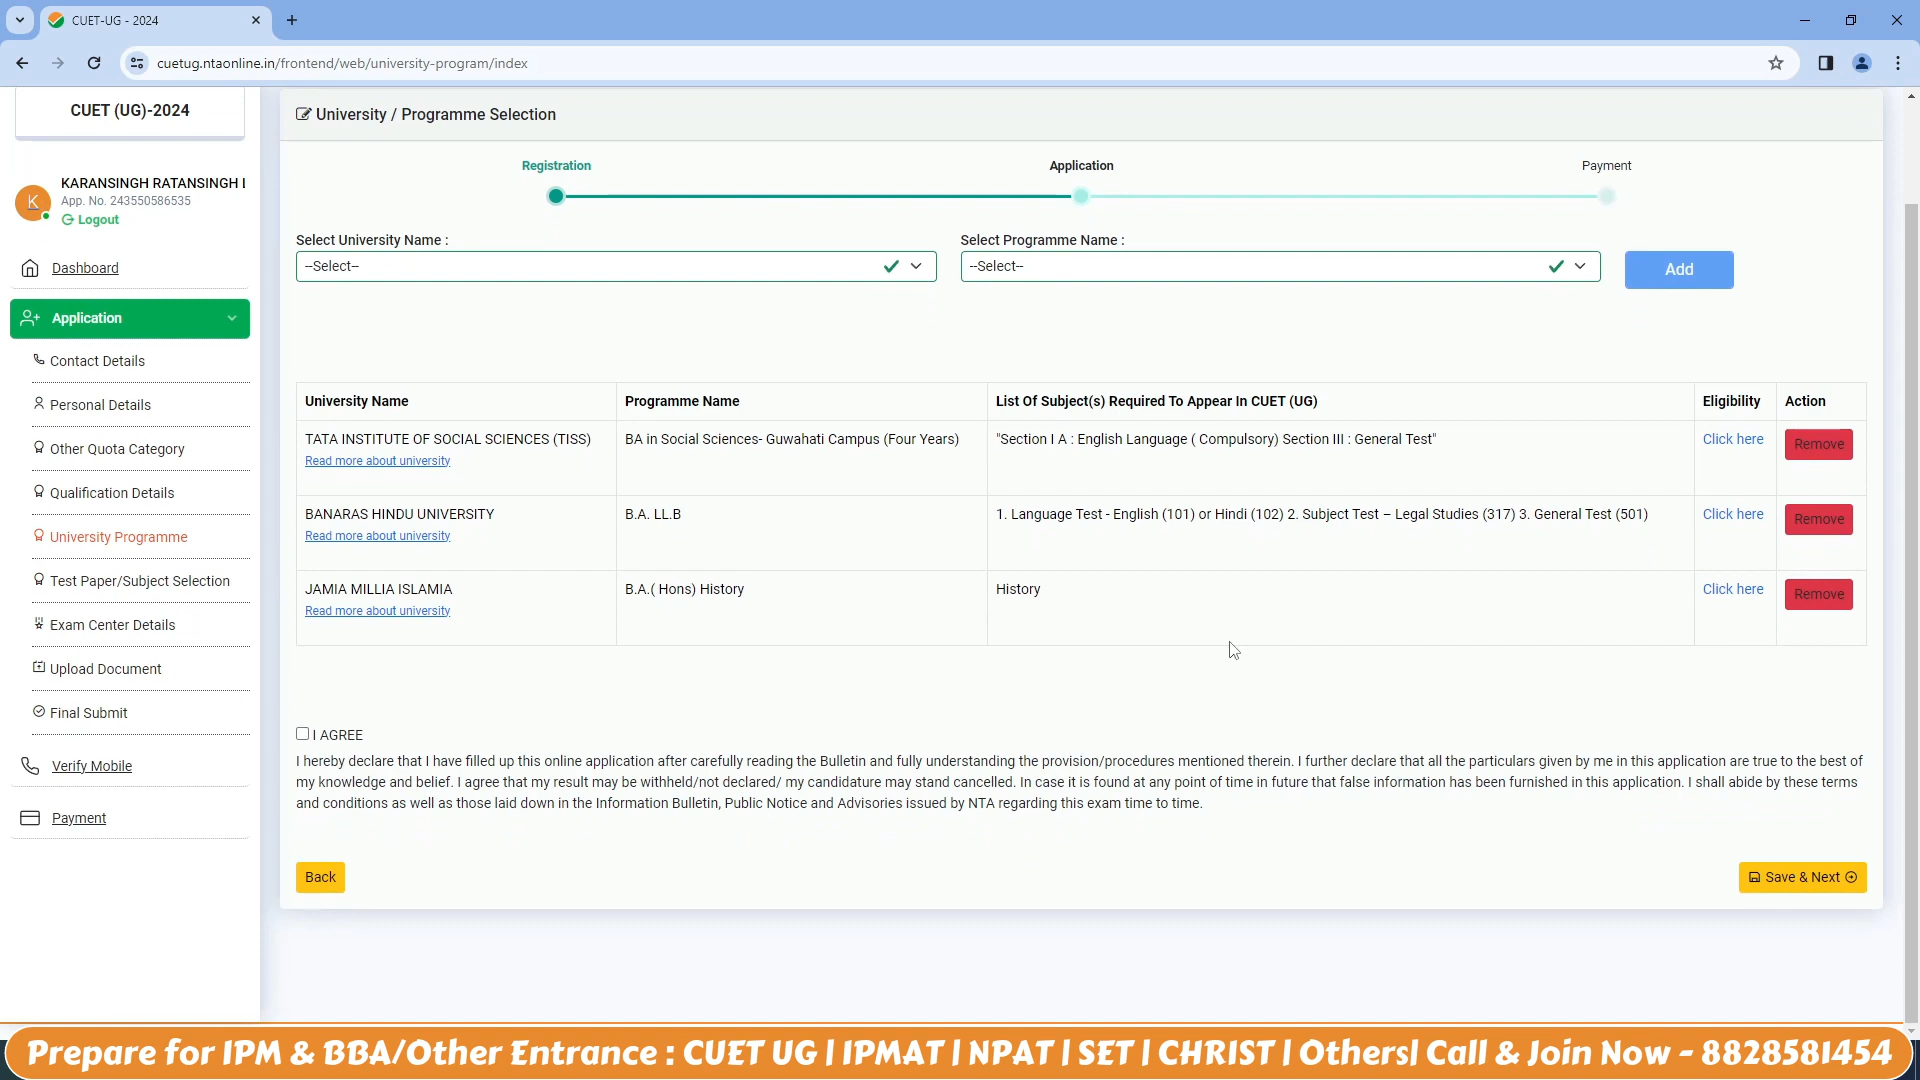 CUET-UG - 2024
cuetug.ntaonline.in/frontend/web/university-program/index
CUET (UG)-2024
KARANSINGH RATANSINGH
App. No. 243550586535
Logout
Dashboard
Application
Contact Details
Personal Details
Other Quota Category
Qualification Details
University Programme
Test Paper/Subject Selection
Exam Center Details
Upload Document
Final Submit
Verify Mobile
Payment
University / Programme Selection
Registration Application Payment
Select University Name : Select Programme Name :
--Select-- --Select-- Add
University Name Programme Name List Of Subject(s) Required To Appear In CUET (UG) Eligibility Action
TATA INSTITUTE OF SOCIAL SCIENCES (TISS) BA in Social Sciences- Guwahati Campus (Four Years) "Section I A : English Language ( Compulsory) Section III : General Test" Click here Remove
Read more about university
BANARAS HINDU UNIVERSITY B.A. LL.B 1. Language Test - English (101) or Hindi (102) 2. Subject Test – Legal Studies (317) 3. General Test (501) Click here Remove
Read more about university
JAMIA MILLIA ISLAMIA B.A.( Hons) History History Click here Remove
Read more about university
I AGREE
I hereby declare that I have filled up this online application after carefully reading the Bulletin and fully understanding the provision/procedures mentioned therein. I further declare that all the particulars given by me in this application are true to the best of
my knowledge and belief. I agree that my result may be withheld/not declared/ my candidature may stand cancelled. In case it is found at any point of time in future that false information has been furnished in this application. I shall abide by these terms
and conditions as well as those laid down in the Information Bulletin, Public Notice and Advisories issued by NTA regarding this exam time to time.
Back Save & Next
Prepare for IPM & BBA/Other Entrance : CUET UG | IPMAT | NPAT | SET | CHRIST | Others| Call & Join Now - 8828581454